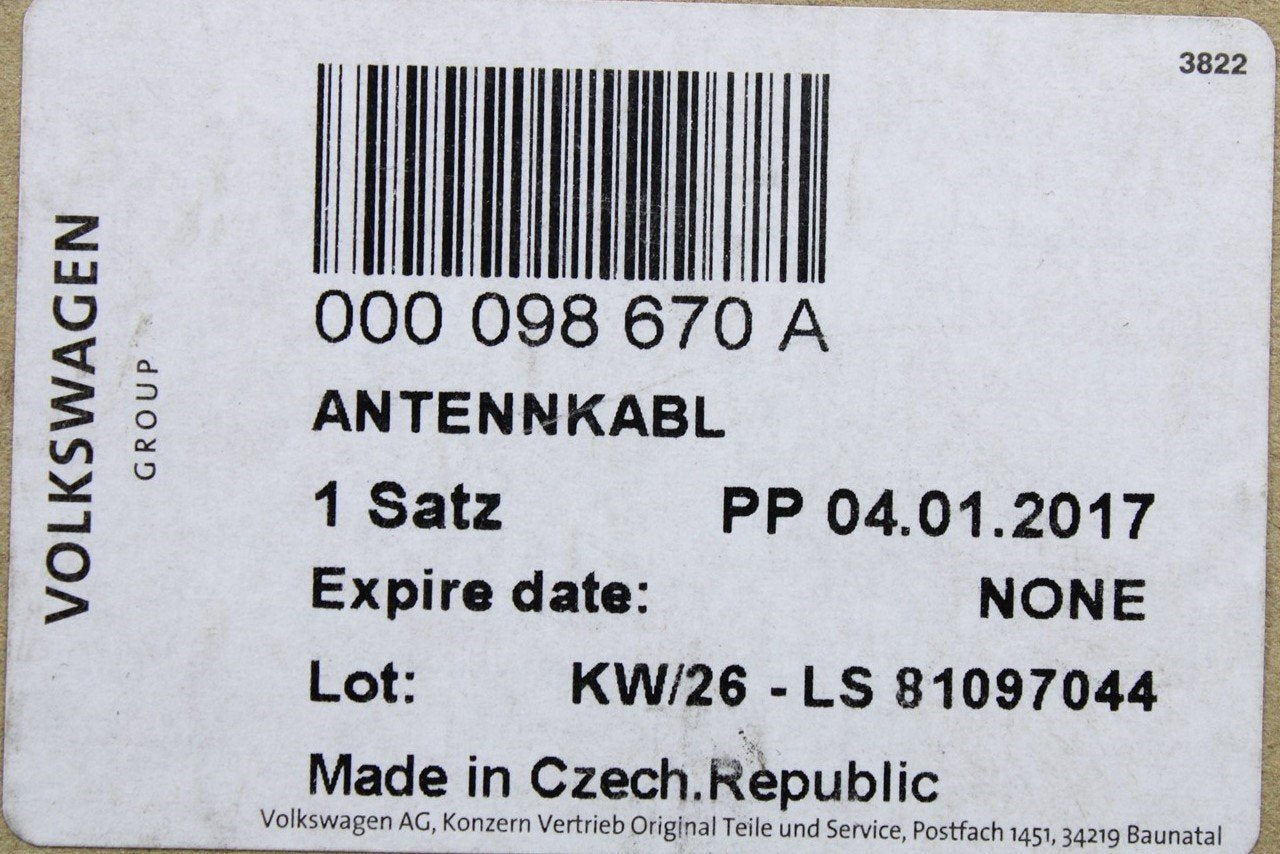 3822
VOLKSWAGEN
GROUP
000 098 670 A
ANTENNKABL
1 Satz PP 04.01.2017
Expire date: NONE
Lot: KW/26 - LS 81097044
Made in Czech.Republic
Volkswagen AG, Konzern Vertrieb Original Teile und Service, Postfach 1451, 34219 Baunatal